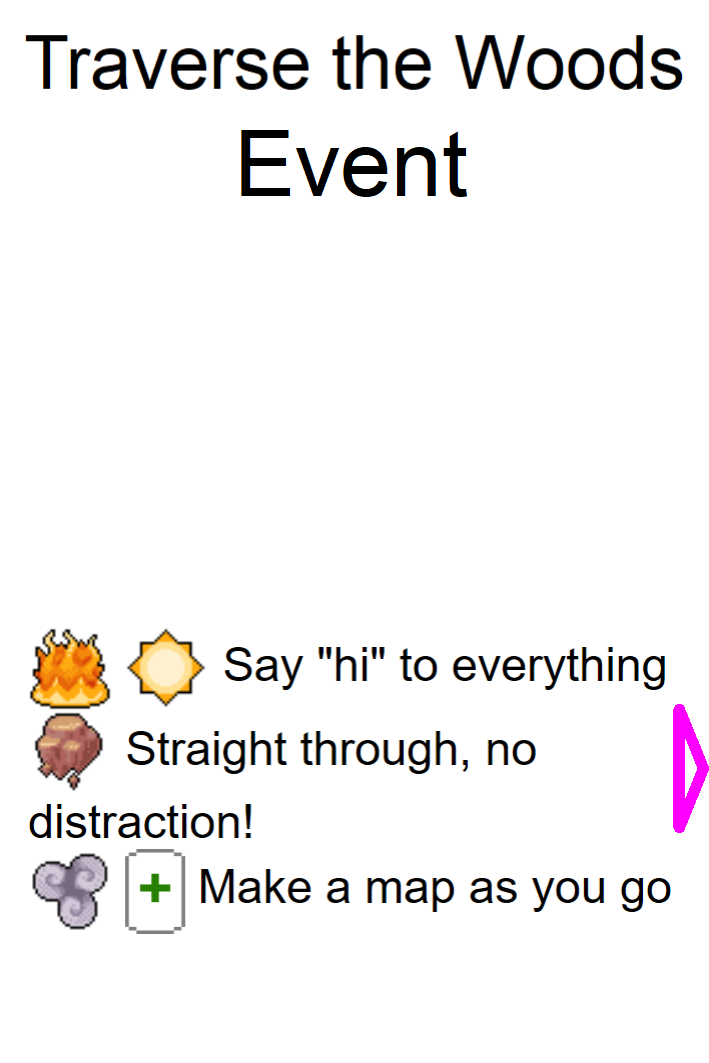 Traverse the Woods
Event
Say "hi" to everything
Straight through, no
distraction!
+ Make a map as you go